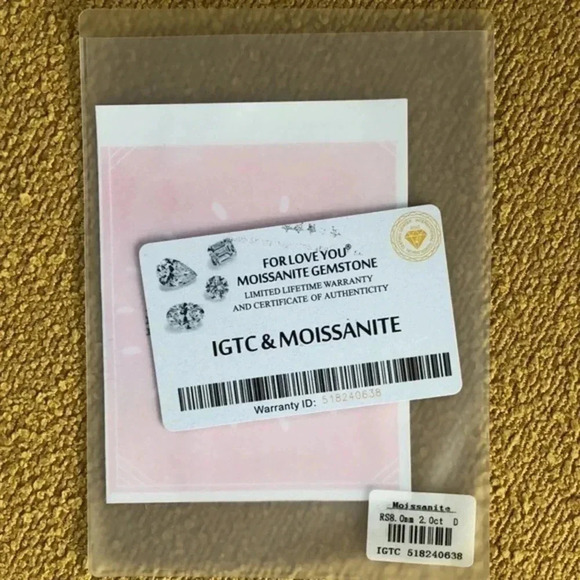 FOR LOVE YOU®
MOISSANITE GEMSTONE
LIMITED LIFETIME WARRANTY
AND CERTIFICATE OF AUTHENTICITY
IGTC & MOISSANITE
Warranty ID: 518240638
Moissanite
RS8.0mm 2.0ct D
IGTC 518240638